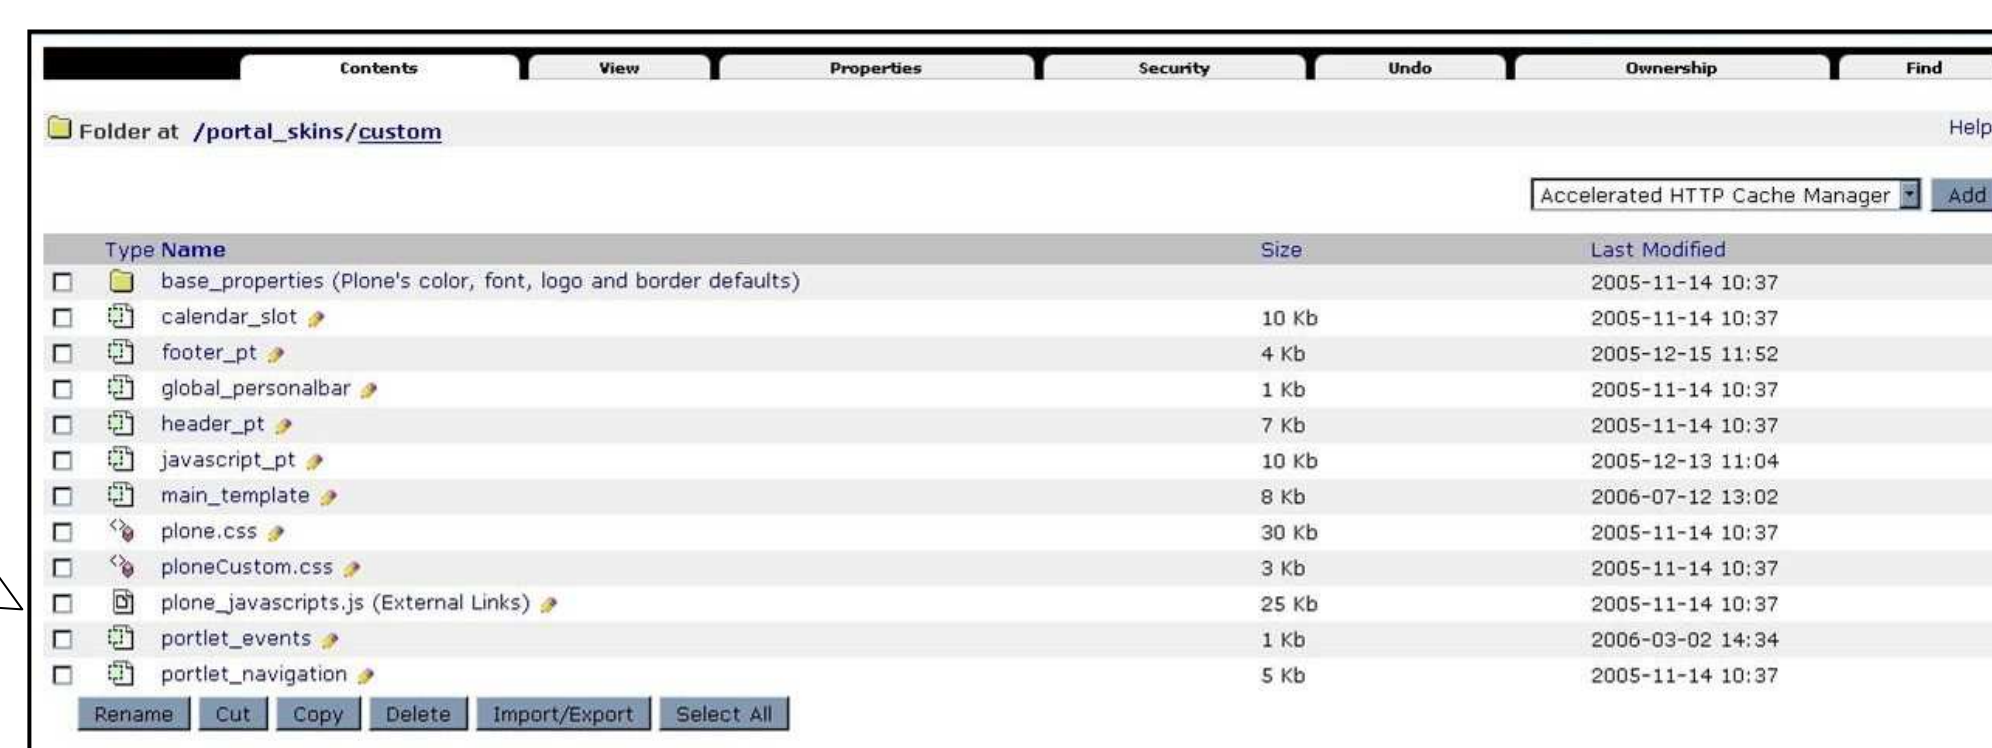 Contents View Properties Security Undo Ownership Find
Folder at /portal_skins/custom Help
Accelerated HTTP Cache Manager Add
Type Name Size Last Modified
base_properties (Plone's color, font, logo and border defaults) 2005-11-14 10:37
calendar_slot 10 Kb 2005-11-14 10:37
footer_pt 4 Kb 2005-12-15 11:52
global_personalbar 1 Kb 2005-11-14 10:37
header_pt 7 Kb 2005-11-14 10:37
javascript_pt 10 Kb 2005-12-13 11:04
main_template 8 Kb 2006-07-12 13:02
plone.css 30 Kb 2005-11-14 10:37
ploneCustom.css 3 Kb 2005-11-14 10:37
plone_javascripts.js (External Links) 25 Kb 2005-11-14 10:37
portlet_events 1 Kb 2006-03-02 14:34
portlet_navigation 5 Kb 2005-11-14 10:37
Rename Cut Copy Delete Import/Export Select All